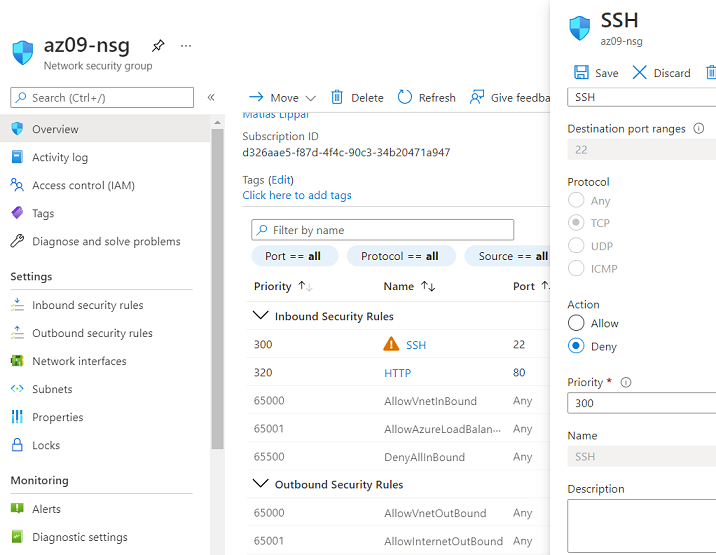 az09-nsg
Network security group
Search (Ctrl+/)
Overview
Activity log
Access control (IAM)
Tags
Diagnose and solve problems
Settings
Inbound security rules
Outbound security rules
Network interfaces
Subnets
Properties
Locks
Monitoring
Alerts
Diagnostic settings
Move Delete Refresh Give feedba
Matias Lippai
Subscription ID
d326aae5-f87d-4f4c-90c3-34b20471a947
Tags (Edit)
Click here to add tags
Filter by name
Port == all Protocol == all Source == all
Priority Name Port
Inbound Security Rules
300 SSH 22
320 HTTP 80
65000 AllowVnetInBound Any
65001 AllowAzureLoadBalan... Any
65500 DenyAllInBound Any
Outbound Security Rules
65000 AllowVnetOutBound Any
65001 AllowInternetOutBound Any
SSH
az09-nsg
Save Discard
SSH
Destination port ranges
22
Protocol
Any
TCP
UDP
ICMP
Action
Allow
Deny
Priority *
300
Name
SSH
Description